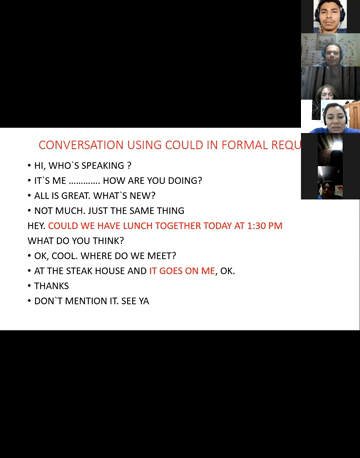 CONVERSATION USING COULD IN FORMAL REQU
• HI, WHO`S SPEAKING ?
• IT`S ME …………. HOW ARE YOU DOING?
• ALL IS GREAT. WHAT`S NEW?
• NOT MUCH. JUST THE SAME THING
HEY. COULD WE HAVE LUNCH TOGETHER TODAY AT 1:30 PM
WHAT DO YOU THINK?
• OK, COOL. WHERE DO WE MEET?
• AT THE STEAK HOUSE AND IT GOES ON ME, OK.
• THANKS
• DON`T MENTION IT. SEE YA